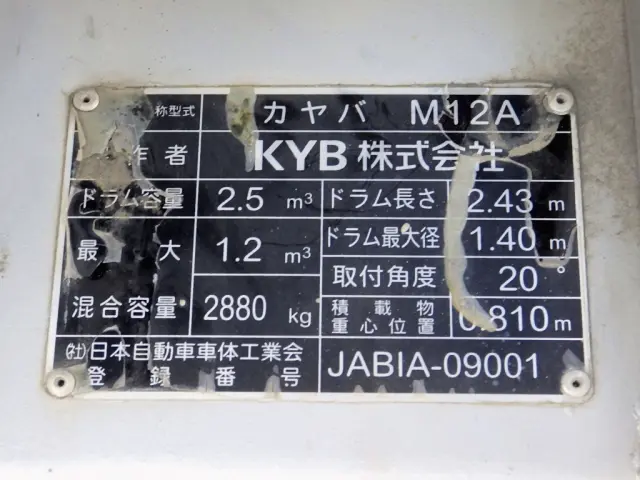 称型式 カヤバ M12A
作者 KYB株式会社
ドラム容量 2.5 m³ ドラム長さ 2.43 m
最大 1.2 m³ ドラム最大径 1.40 m
混合容量 2880 kg 取付角度 20°
積載物重心位置 0.810 m
(社)日本自動車車体工業会
登録番号 JABIA-09001